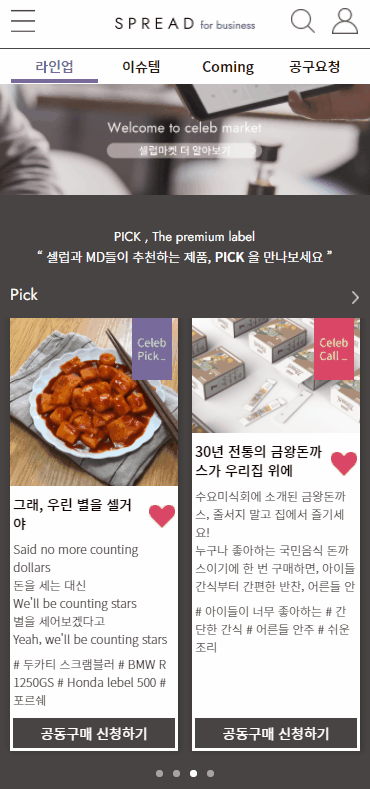 SPREAD for business
라인업 이슈템 Coming 공구요청
Welcome to celeb market
셀럽마켓 더 알아보기
PICK , The premium label
“ 셀럽과 MD들이 추천하는 제품, PICK 을 만나보세요 ”
Pick
Celeb
Pick _
그래, 우린 별을 셀거
야
Said no more counting
dollars
돈을 세는 대신
We'll be counting stars
별을 세어보겠다고
Yeah, we'll be counting stars
# 두카티 스크램블러 # BMW R
1250GS # Honda lebel 500 #
포르쉐
공동구매 신청하기
Celeb
Call _
30년 전통의 금왕돈까
스가 우리집 위에
수요미식회에 소개된 금왕돈까
스, 줄서지 말고 집에서 즐기세
요!
누구나 좋아하는 국민음식 돈까
스이기에 한 번 구매하면, 아이들
간식부터 간편한 반찬, 어른들 안
# 아이들이 너무 좋아하는 # 간
단한 간식 # 어른들 안주 # 쉬운
조리
공동구매 신청하기